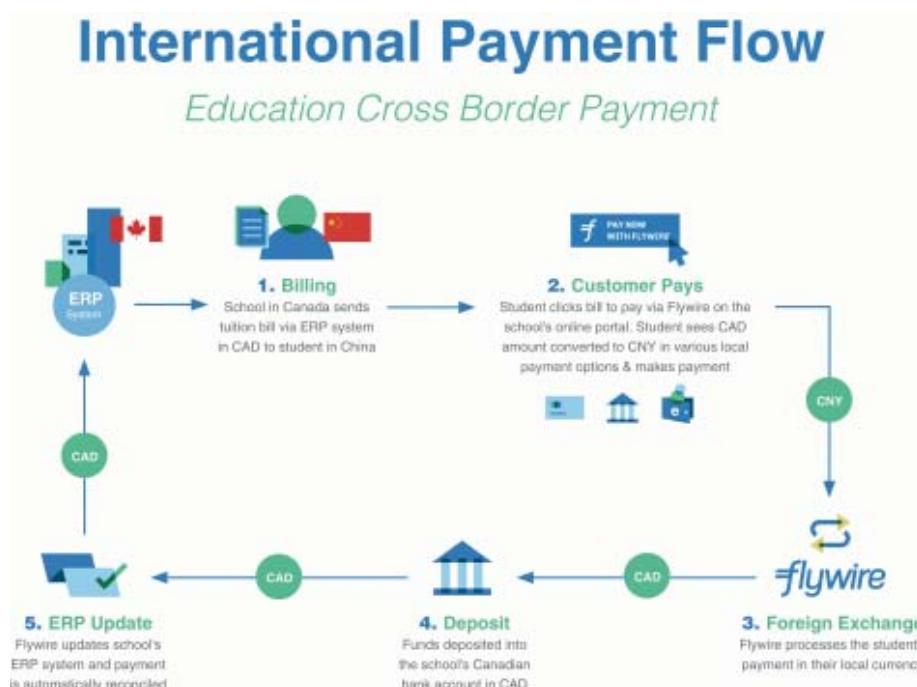 International Payment Flow
Education Cross Border Payment
ERP
System
1. Billing
School in Canada sends
tuition bill via ERP system
in CAD to student in China
PAY NOW
WITH FLYWIRE
2. Customer Pays
Student clicks bill to pay via Flywire on the
school's online portal. Student sees CAD
amount converted to CNY in various local
payment options & makes payment
CNY
CAD
flywire
3. Foreign Exchange
Flywire processes the student
payment in their local currenc
CAD
4. Deposit
Funds deposited into
the school's Canadian
bank account in CAD
CAD
5. ERP Update
Flywire updates school's
ERP system and payment
is automatically reconciled